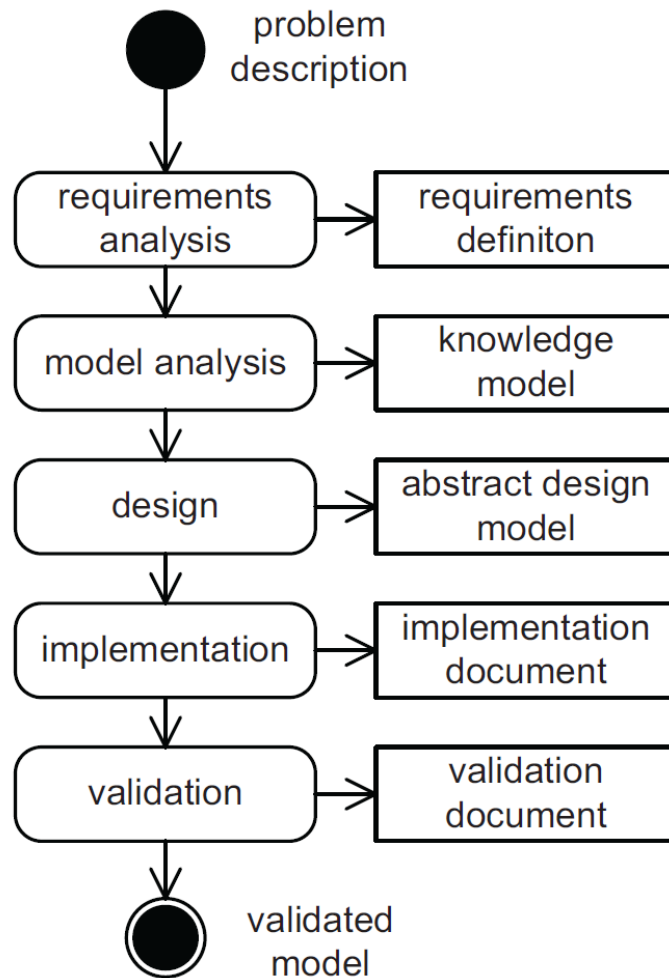 problem
description
requirements
analysis
requirements
definiton
model analysis
knowledge
model
design
abstract design
model
implementation
implementation
document
validation
validation
document
validated
model